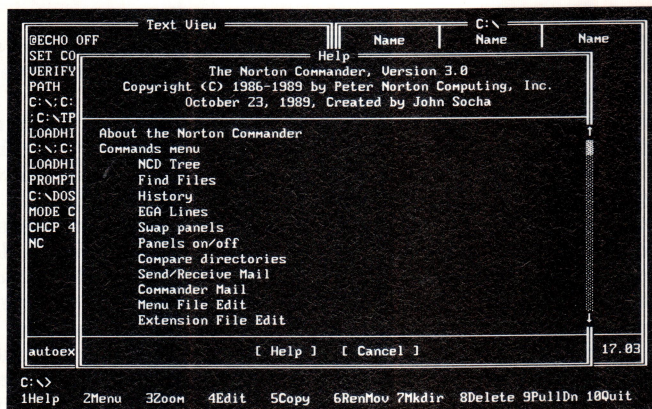 Text View
C:\
@ECHO OFF
Name Name Name
SET CO
Help
VERIFY
The Norton Commander, Version 3.0
PATH
Copyright (C) 1986-1989 by Peter Norton Computing, Inc.
C:\;C:
October 23, 1989, Created by John Socha
;C:\TP
LOADHI
About the Norton Commander
C:\;C:
Commands menu
LOADHI
NCD Tree
PROMPT
Find Files
C:\DOS
History
MODE C
EGA Lines
CHCP 4
Swap panels
NC
Panels on/off
Compare directories
Send/Receive Mail
Commander Mail
Menu File Edit
Extension File Edit
autoex
[ Help ] [ Cancel ]
17.03
C:\>
1Help 2Menu 3Zoom 4Edit 5Copy 6RenMov 7Mkdir 8Delete 9PullDn 10Quit